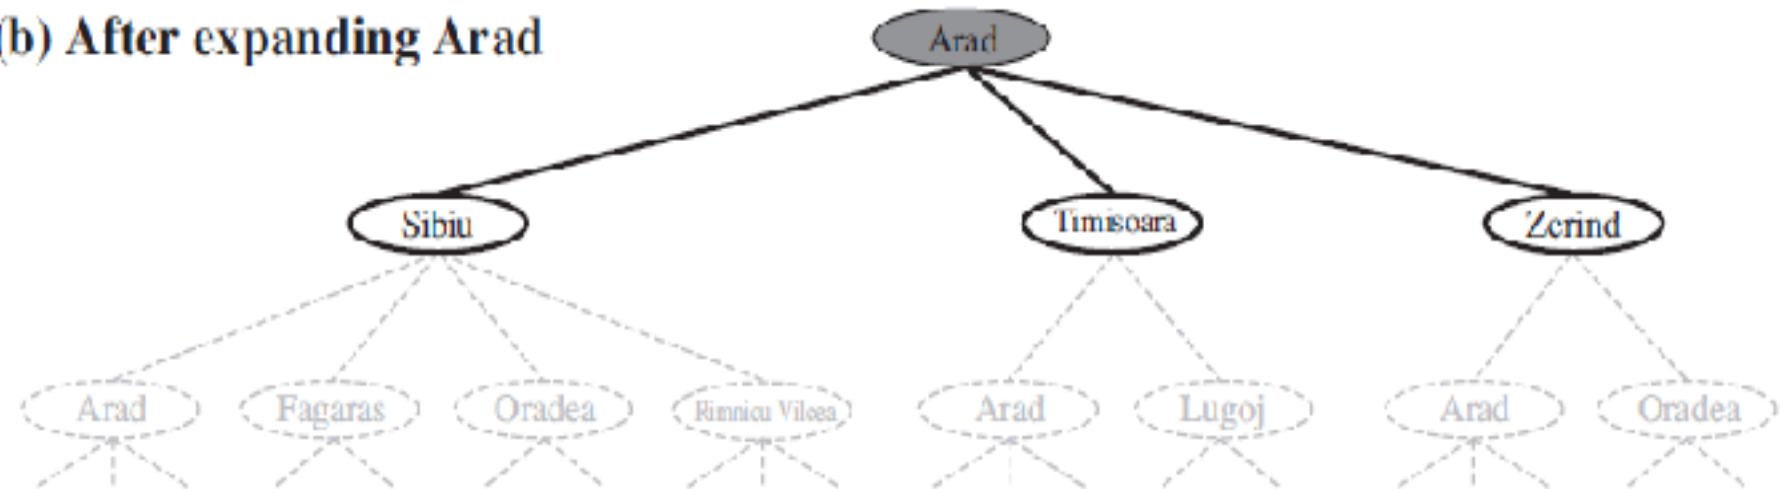 (b) After expanding Arad
Arad
Sibiu
Timisoara
Zerind
Arad
Fagaras
Oradea
Rimnicu Vilcea
Arad
Lugoj
Arad
Oradea